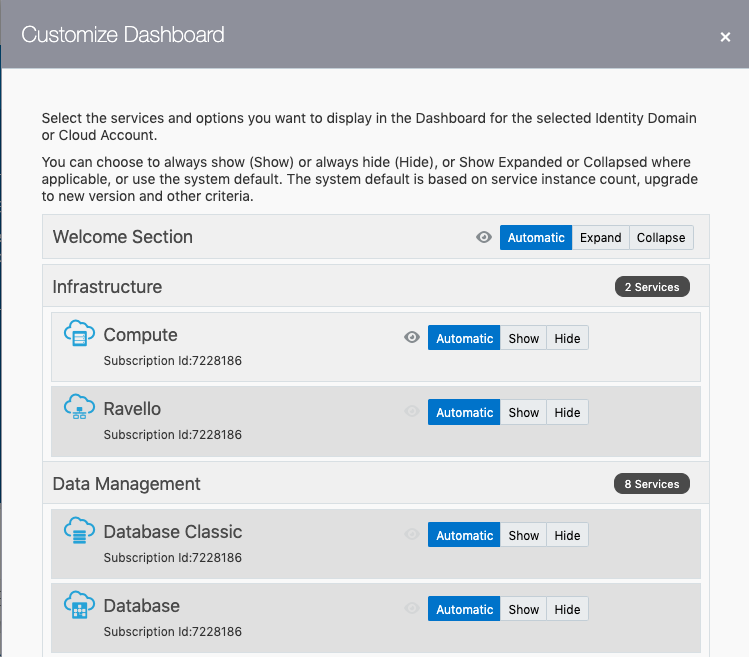 Customize Dashboard
Select the services and options you want to display in the Dashboard for the selected Identity Domain
or Cloud Account.
You can choose to always show (Show) or always hide (Hide), or Show Expanded or Collapsed where
applicable, or use the system default. The system default is based on service instance count, upgrade
to new version and other criteria.
Welcome Section Automatic Expand Collapse
Infrastructure 2 Services
Compute Automatic Show Hide
Subscription Id:7228186
Ravello Automatic Show Hide
Subscription Id:7228186
Data Management 8 Services
Database Classic Automatic Show Hide
Subscription Id:7228186
Database Automatic Show Hide
Subscription Id:7228186